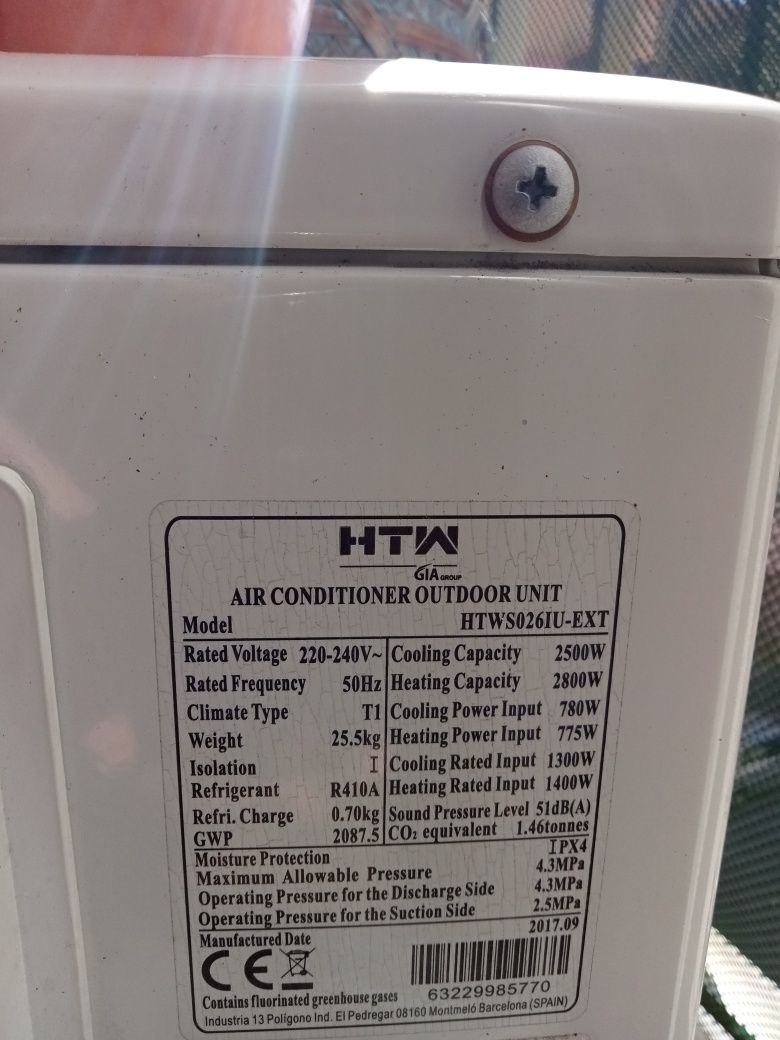 HTW
GIA GROUP
AIR CONDITIONER OUTDOOR UNIT
Model HTWS026IU-EXT
Rated Voltage 220-240V~ Cooling Capacity 2500W
Rated Frequency 50Hz Heating Capacity 2800W
Climate Type T1 Cooling Power Input 780W
Weight 25.5kg Heating Power Input 775W
Isolation I Cooling Rated Input 1300W
Refrigerant R410A Heating Rated Input 1400W
Refri. Charge 0.70kg Sound Pressure Level 51dB(A)
GWP 2087.5 CO₂ equivalent 1.46tonnes
Moisture Protection IPX4
Maximum Allowable Pressure 4.3MPa
Operating Pressure for the Discharge Side 4.3MPa
Operating Pressure for the Suction Side 2.5MPa
Manufactured Date 2017.09
CE
Contains fluorinated greenhouse gases 63229985770
Industria 13 Polígono Ind. El Pedregar 08160 Montmeló Barcelona (SPAIN)